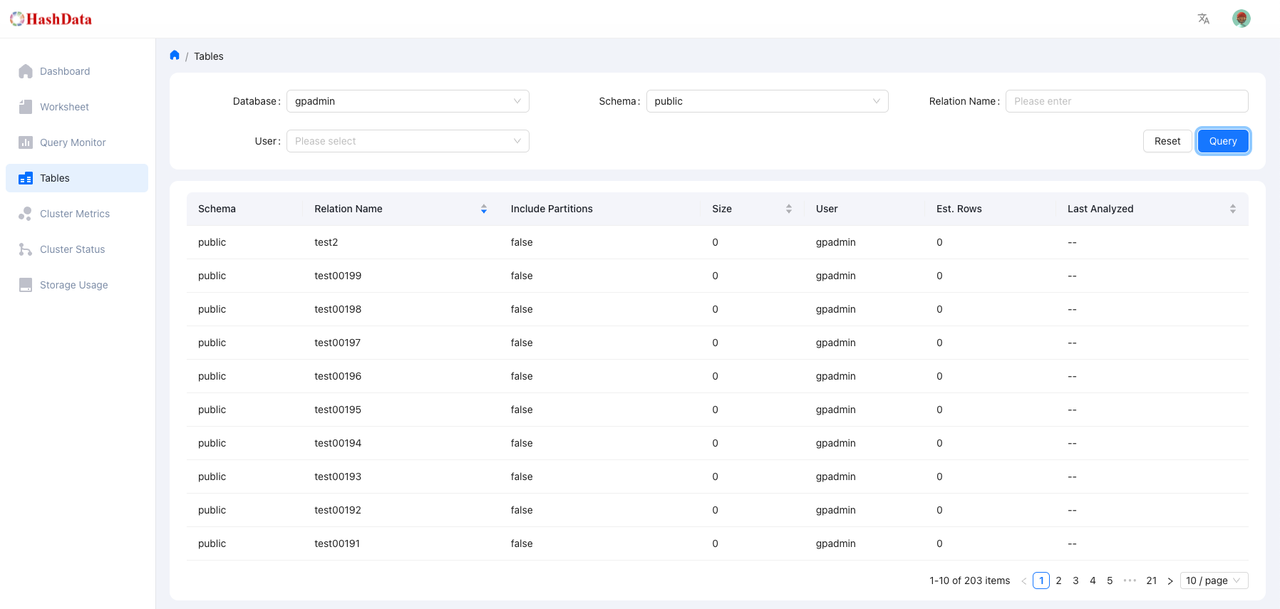 HashData
Dashboard
Worksheet
Query Monitor
Tables
Cluster Metrics
Cluster Status
Storage Usage
/ Tables
Database: gpadmin Schema: public Relation Name: Please enter
User: Please select Reset Query
Schema Relation Name Include Partitions Size User Est. Rows Last Analyzed
public test2 false 0 gpadmin 0 --
public test00199 false 0 gpadmin 0 --
public test00198 false 0 gpadmin 0 --
public test00197 false 0 gpadmin 0 --
public test00196 false 0 gpadmin 0 --
public test00195 false 0 gpadmin 0 --
public test00194 false 0 gpadmin 0 --
public test00193 false 0 gpadmin 0 --
public test00192 false 0 gpadmin 0 --
public test00191 false 0 gpadmin 0 --
1-10 of 203 items < 1 2 3 4 5 ••• 21 > 10 / page